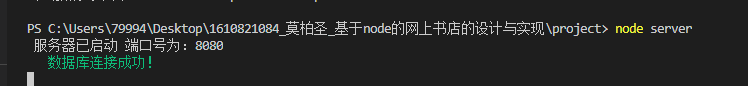 PS C:\Users\79994\Desktop\1610821084_莫柏圣_基于node的网上书店的设计与实现\project> node server
服务器已启动 端口号为：8080
数据库连接成功！